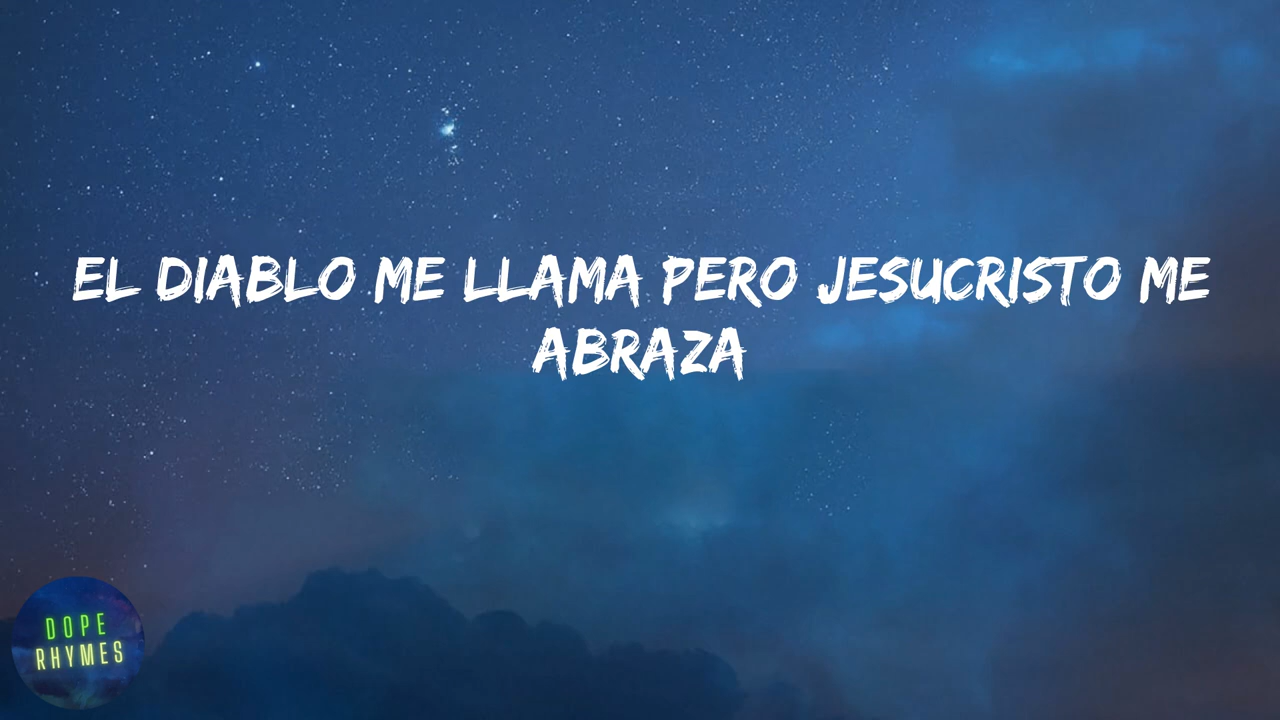 EL DIABLO ME LLAMA PERO JESUCRISTO ME
ABRAZA
DOPE
RHYMES